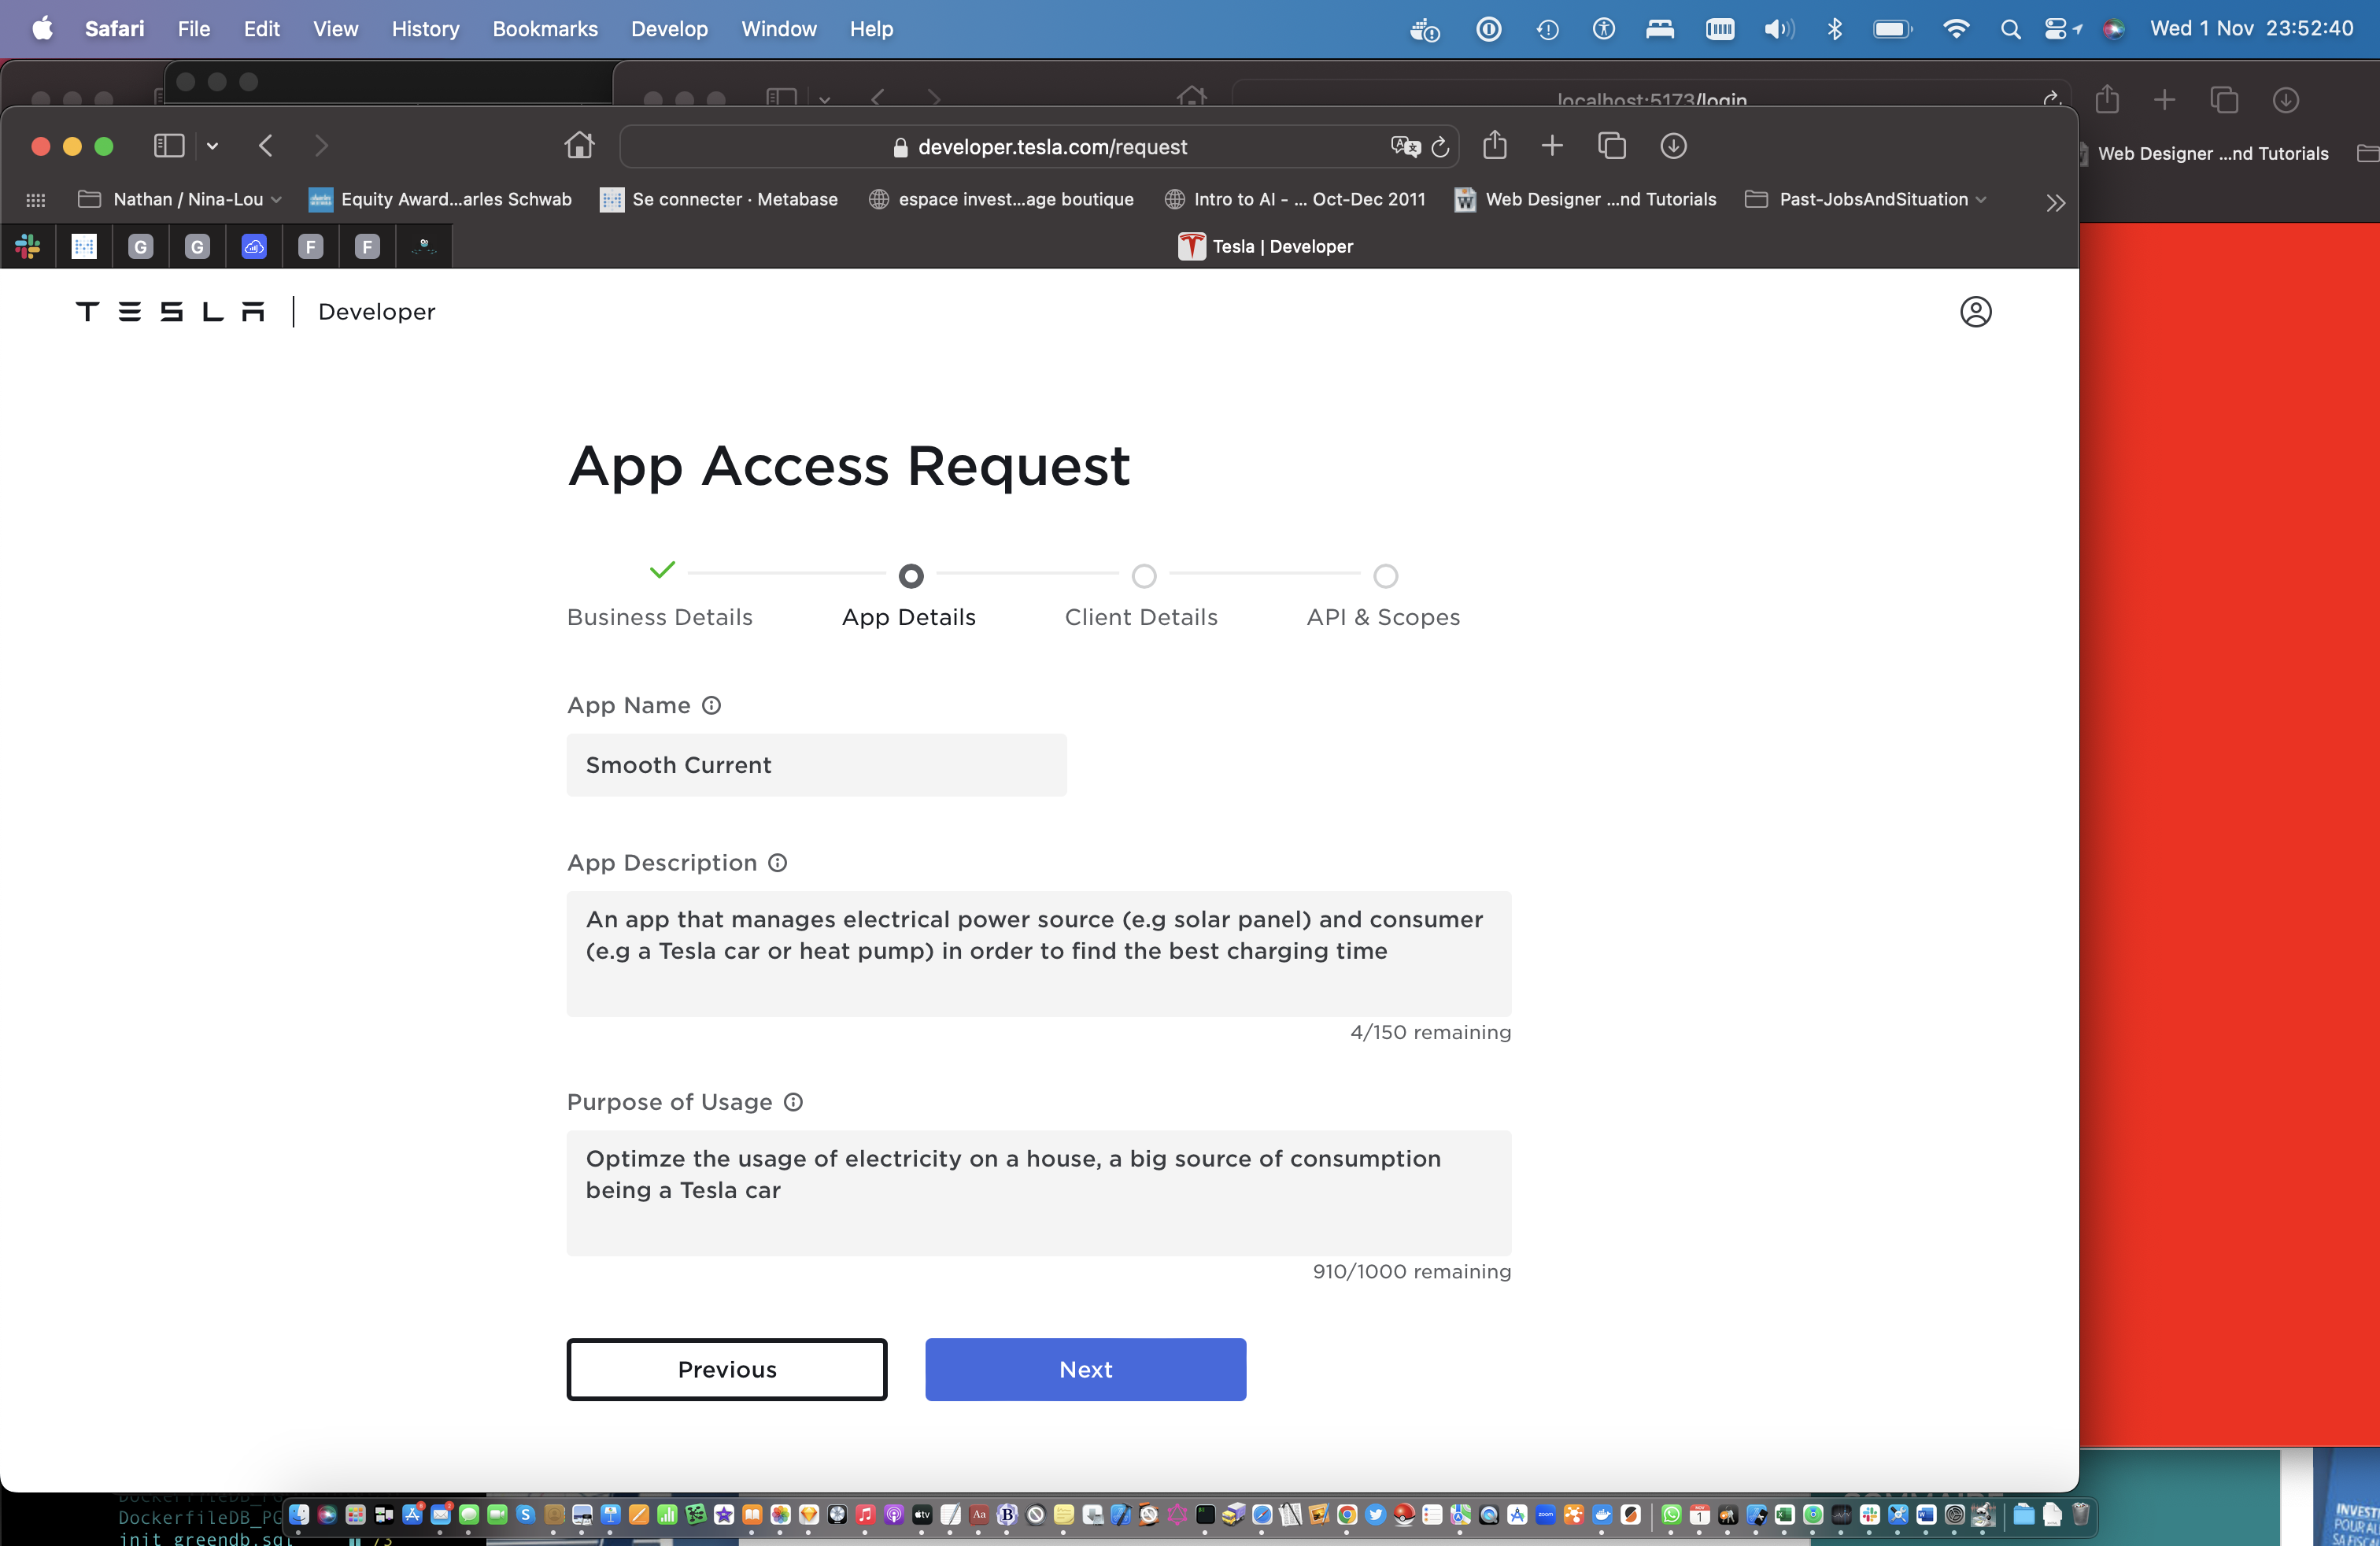 Safari File Edit View History Bookmarks Develop Window Help Wed 1 Nov 23:52:40
localhost:5173/login
developer.tesla.com/request
Web Designer ...nd Tutorials
Nathan / Nina-Lou Equity Award...arles Schwab Se connecter · Metabase espace invest...age boutique Intro to AI - ... Oct-Dec 2011 Web Designer ...nd Tutorials Past-JobsAndSituation
G G F F Tesla | Developer
TESLA | Developer
App Access Request
Business Details App Details Client Details API & Scopes
App Name
Smooth Current
App Description
An app that manages electrical power source (e.g solar panel) and consumer
(e.g a Tesla car or heat pump) in order to find the best charging time
4/150 remaining
Purpose of Usage
Optimze the usage of electricity on a house, a big source of consumption
being a Tesla car
910/1000 remaining
Previous Next
DockerfileDB_PG
init_greendb.sql
INVEST
POUR AL
SA FISC